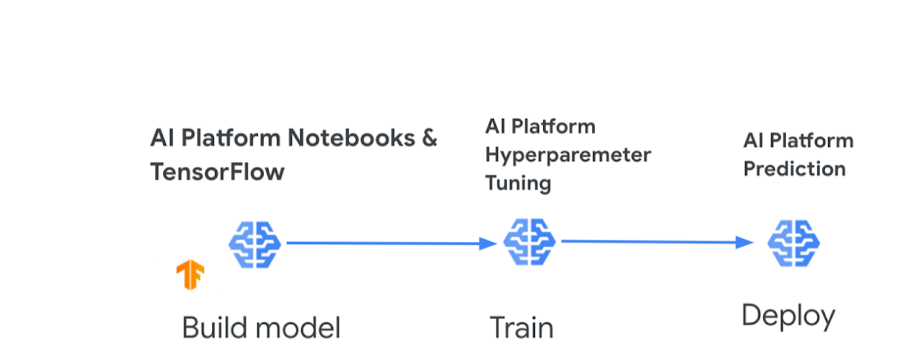 AI Platform Notebooks &
TensorFlow
AI Platform
Hyperparemeter
Tuning
AI Platform
Prediction
Build model
Train
Deploy